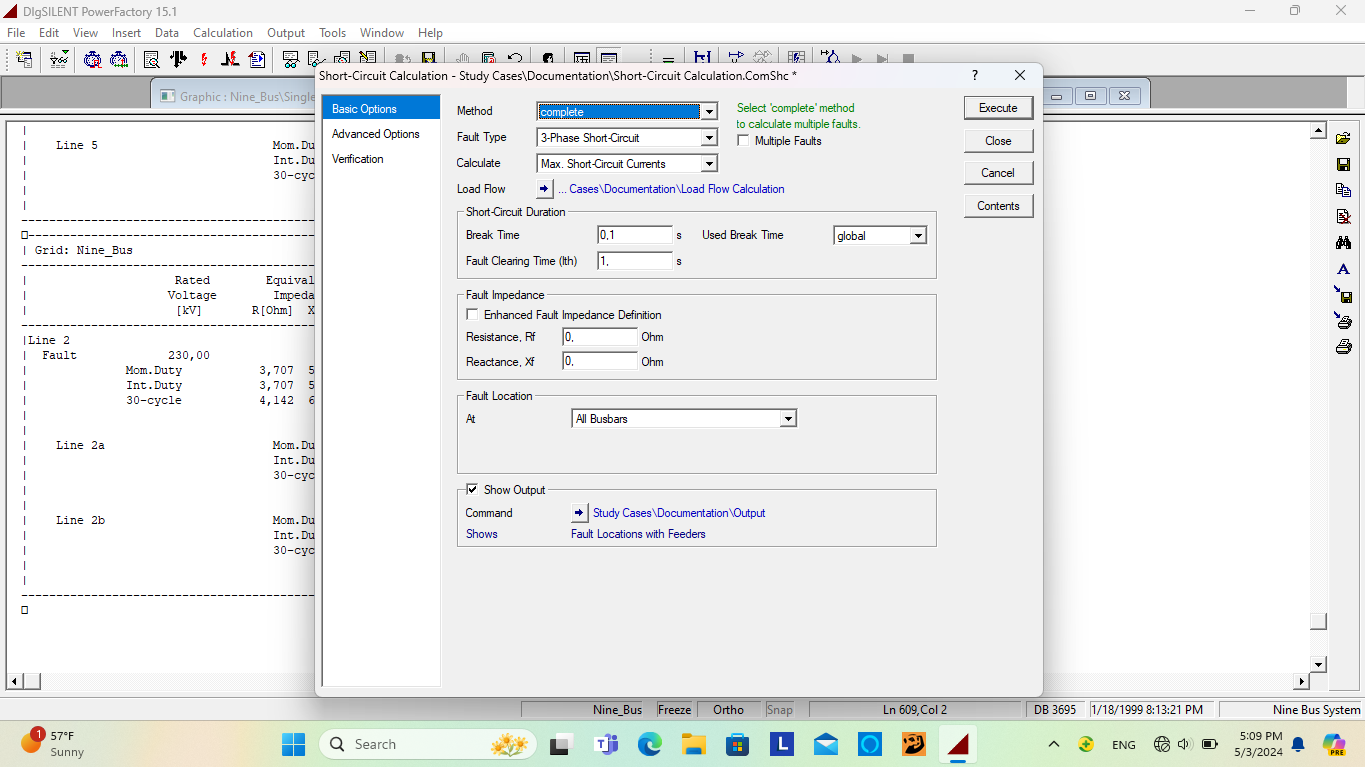 DIgSILENT PowerFactory 15.1
File Edit View Insert Data Calculation Output Tools Window Help
Graphic : Nine_Bus\Single
Short-Circuit Calculation - Study Cases\Documentation\Short-Circuit Calculation.ComShc *
?
Basic Options
Advanced Options
Verification
Method complete
Select 'complete' method
to calculate multiple faults.
Fault Type 3-Phase Short-Circuit
Multiple Faults
Calculate Max. Short-Circuit Currents
Load Flow ... Cases\Documentation\Load Flow Calculation
Short-Circuit Duration
Break Time 0,1 s Used Break Time global
Fault Clearing Time (Ith) 1, s
Fault Impedance
Enhanced Fault Impedance Definition
Resistance, Rf 0, Ohm
Reactance, Xf 0, Ohm
Fault Location
At All Busbars
Show Output
Command Study Cases\Documentation\Output
Shows Fault Locations with Feeders
Execute
Close
Cancel
Contents
Line 5 Mom.Du
Int.Du
30-cyc
| Grid: Nine_Bus
Rated Equival
Voltage Impeda
[kV] R[Ohm] X
|Line 2
Fault 230,00
Mom.Duty 3,707 5
Int.Duty 3,707 5
30-cycle 4,142 6
Line 2a Mom.Du
Int.Du
30-cyc
Line 2b Mom.Du
Int.Du
30-cyc
Nine_Bus Freeze Ortho Snap Ln 609,Col 2 DB 3695 1/18/1999 8:13:21 PM Nine Bus System
1
57°F
Sunny
Search
ENG
5:09 PM
5/3/2024
PRE